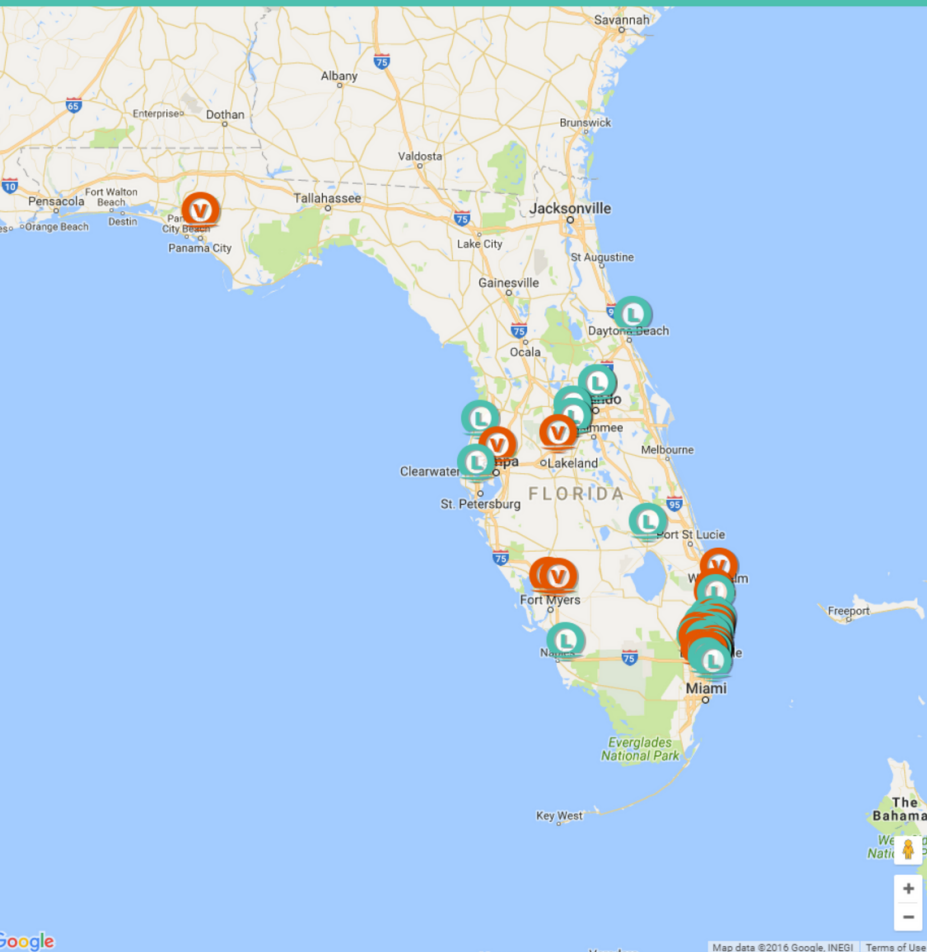 Savannah
75
Albany
65
Enterprise
Dothan
Brunswick
Valdosta
10
Fort Walton
Beach
Pensacola
Tallahassee
Jacksonville
V
Orange Beach
Destin
City Beach
75
Lake City
Panama City
St Augustine
Gainesville
L
75
Daytona Beach
Ocala
L
L
L
V
V
Melbourne
L
Clearwater
Lakeland
FLORIDA
St. Petersburg
95
L
Port St Lucie
75
V
V
L
Fort Myers
Freeport
L
75
L
Miami
Everglades
National Park
Key West
The
Bahama
+
−
Google
Map data ©2016 Google, INEGI
Terms of Use